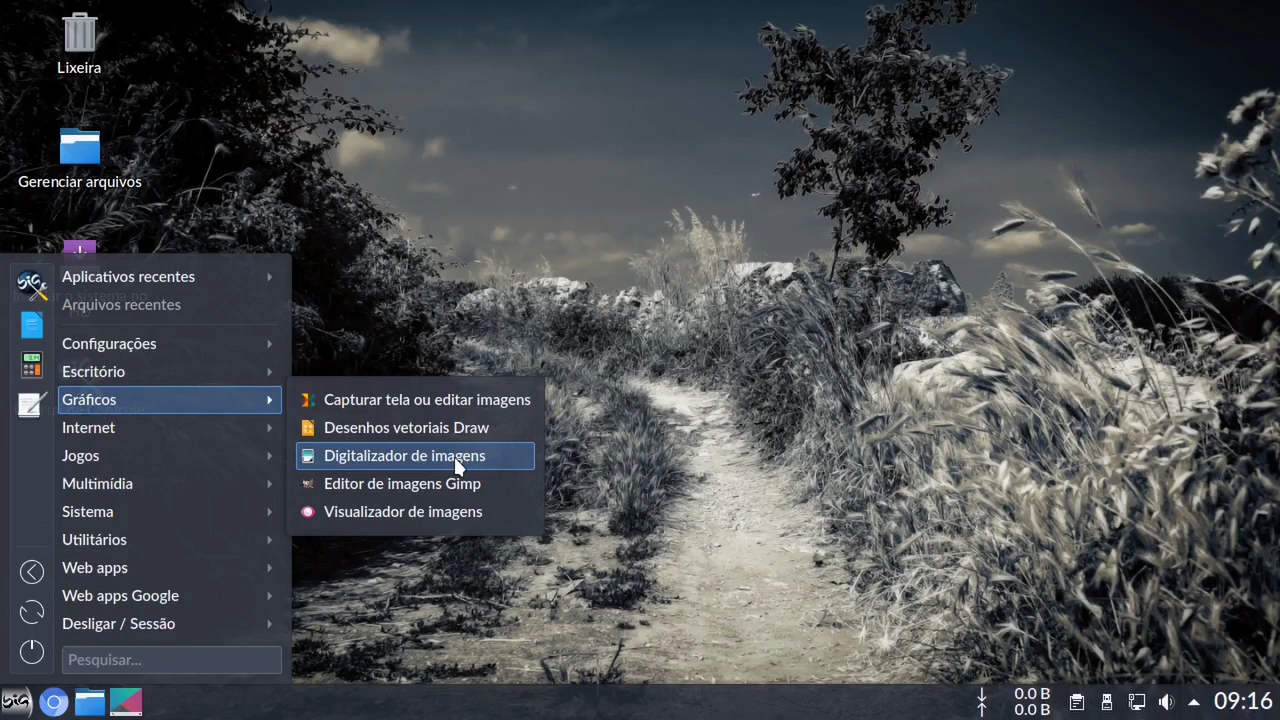 Lixeira
Gerenciar arquivos
Aplicativos recentes
Arquivos recentes
Configurações
Escritório
Gráficos
Internet
Jogos
Multimídia
Sistema
Utilitários
Web apps
Web apps Google
Desligar / Sessão
Pesquisar...
Capturar tela ou editar imagens
Desenhos vetoriais Draw
Digitalizador de imagens
Editor de imagens Gimp
Visualizador de imagens
BIG
0.0 B
0.0 B
09:16